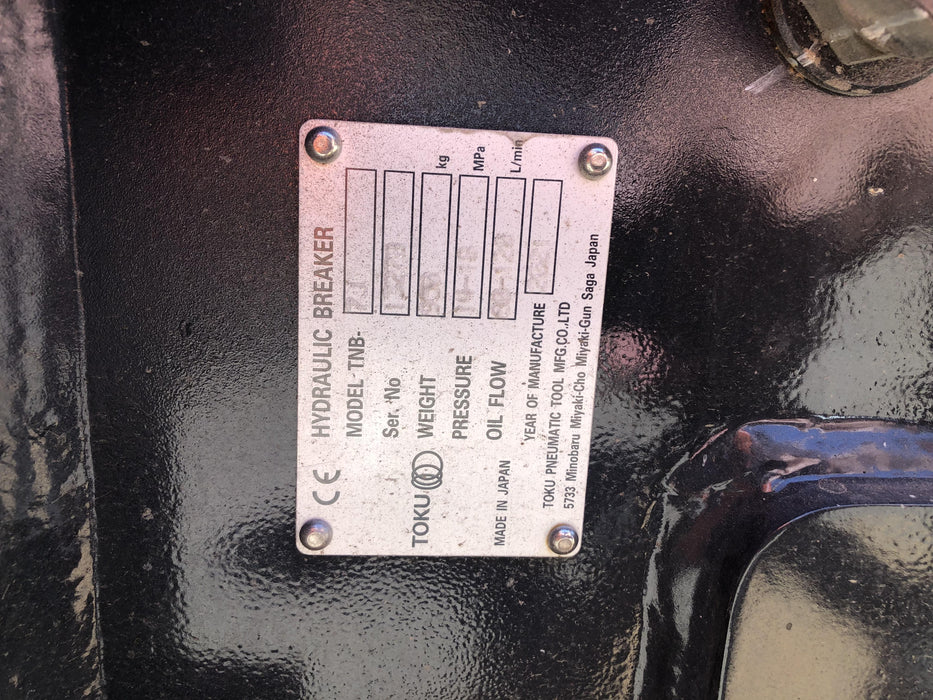 CE HYDRAULIC BREAKER
MODEL TNB-
Ser. No
WEIGHT kg
PRESSURE MPa
OIL FLOW L/min
TOKU
MADE IN JAPAN
YEAR OF MANUFACTURE
TOKU PNEUMATIC TOOL MFG.CO.,LTD
5733 Minobaru Miyaki-Cho Miyaki-Gun Saga Japan